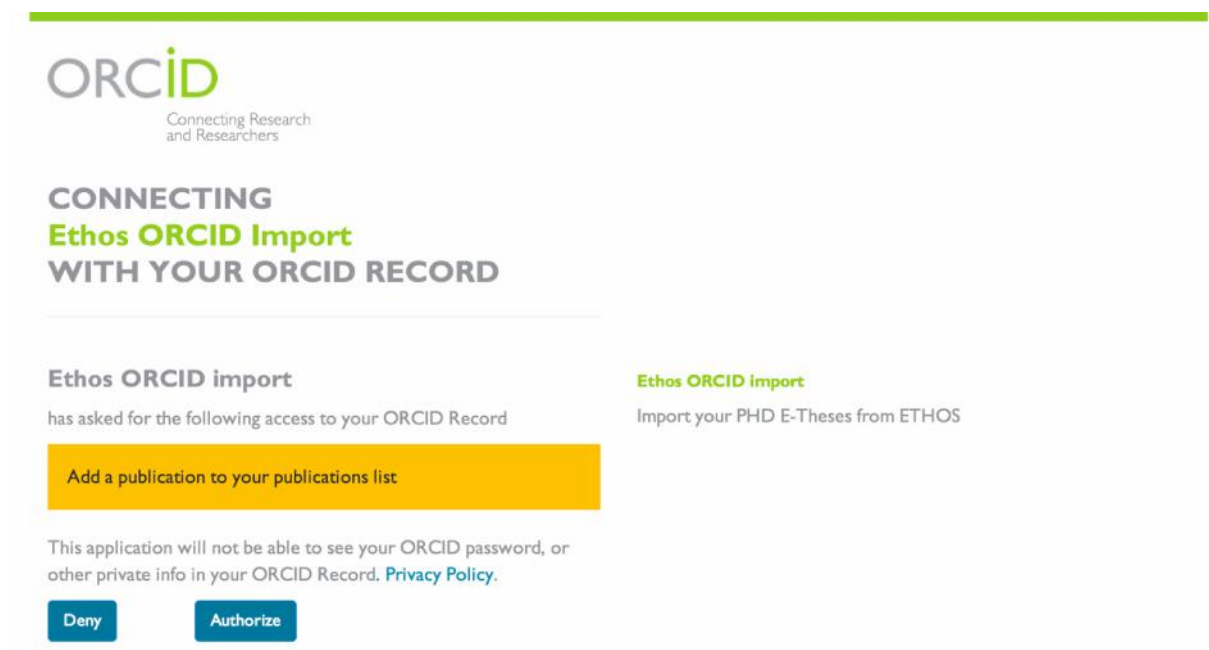 ORCiD
Connecting Research
and Researchers
CONNECTING
Ethos ORCID Import
WITH YOUR ORCID RECORD
Ethos ORCID import
has asked for the following access to your ORCID Record
Add a publication to your publications list
This application will not be able to see your ORCID password, or
other private info in your ORCID Record. Privacy Policy.
Deny
Authorize
Ethos ORCID import
Import your PHD E-Theses from ETHOS